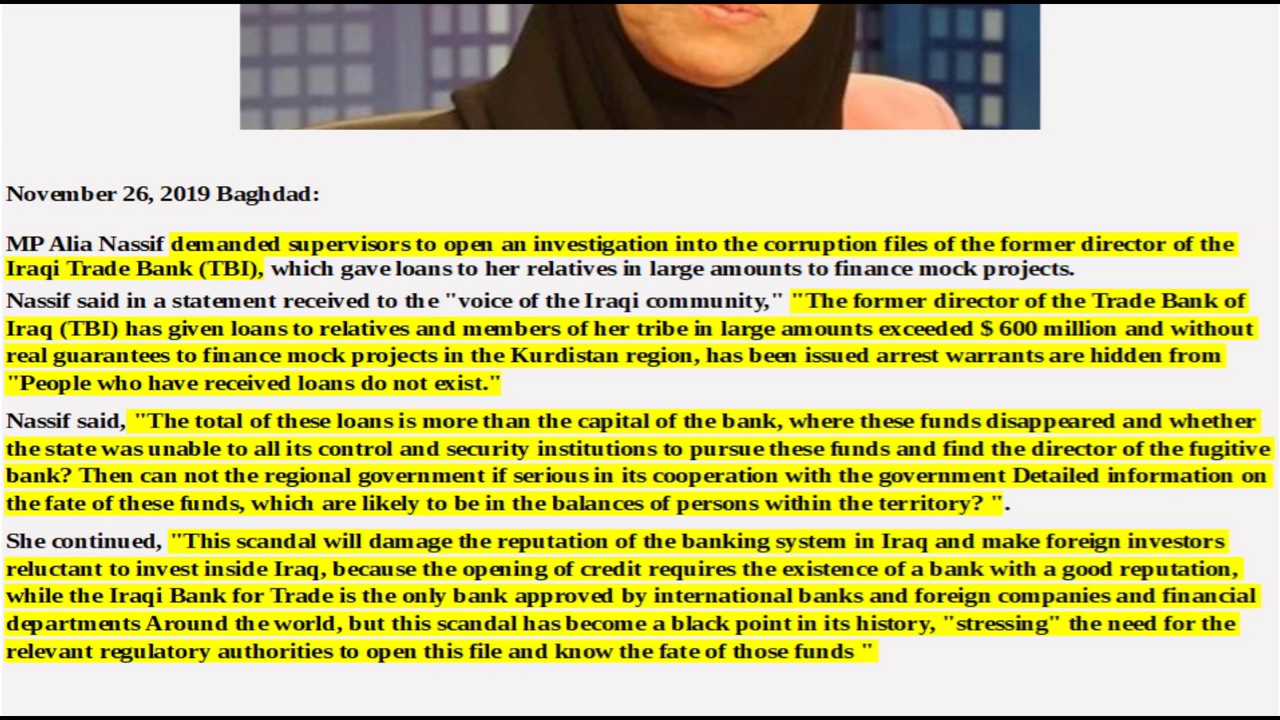 November 26, 2019 Baghdad:
MP Alia Nassif demanded supervisors to open an investigation into the corruption files of the former director of the
Iraqi Trade Bank (TBI), which gave loans to her relatives in large amounts to finance mock projects.
Nassif said in a statement received to the "voice of the Iraqi community," "The former director of the Trade Bank of
Iraq (TBI) has given loans to relatives and members of her tribe in large amounts exceeded $ 600 million and without
real guarantees to finance mock projects in the Kurdistan region, has been issued arrest warrants are hidden from
"People who have received loans do not exist."
Nassif said, "The total of these loans is more than the capital of the bank, where these funds disappeared and whether
the state was unable to all its control and security institutions to pursue these funds and find the director of the fugitive
bank? Then can not the regional government if serious in its cooperation with the government Detailed information on
the fate of these funds, which are likely to be in the balances of persons within the territory? ".
She continued, "This scandal will damage the reputation of the banking system in Iraq and make foreign investors
reluctant to invest inside Iraq, because the opening of credit requires the existence of a bank with a good reputation,
while the Iraqi Bank for Trade is the only bank approved by international banks and foreign companies and financial
departments Around the world, but this scandal has become a black point in its history, "stressing" the need for the
relevant regulatory authorities to open this file and know the fate of those funds "